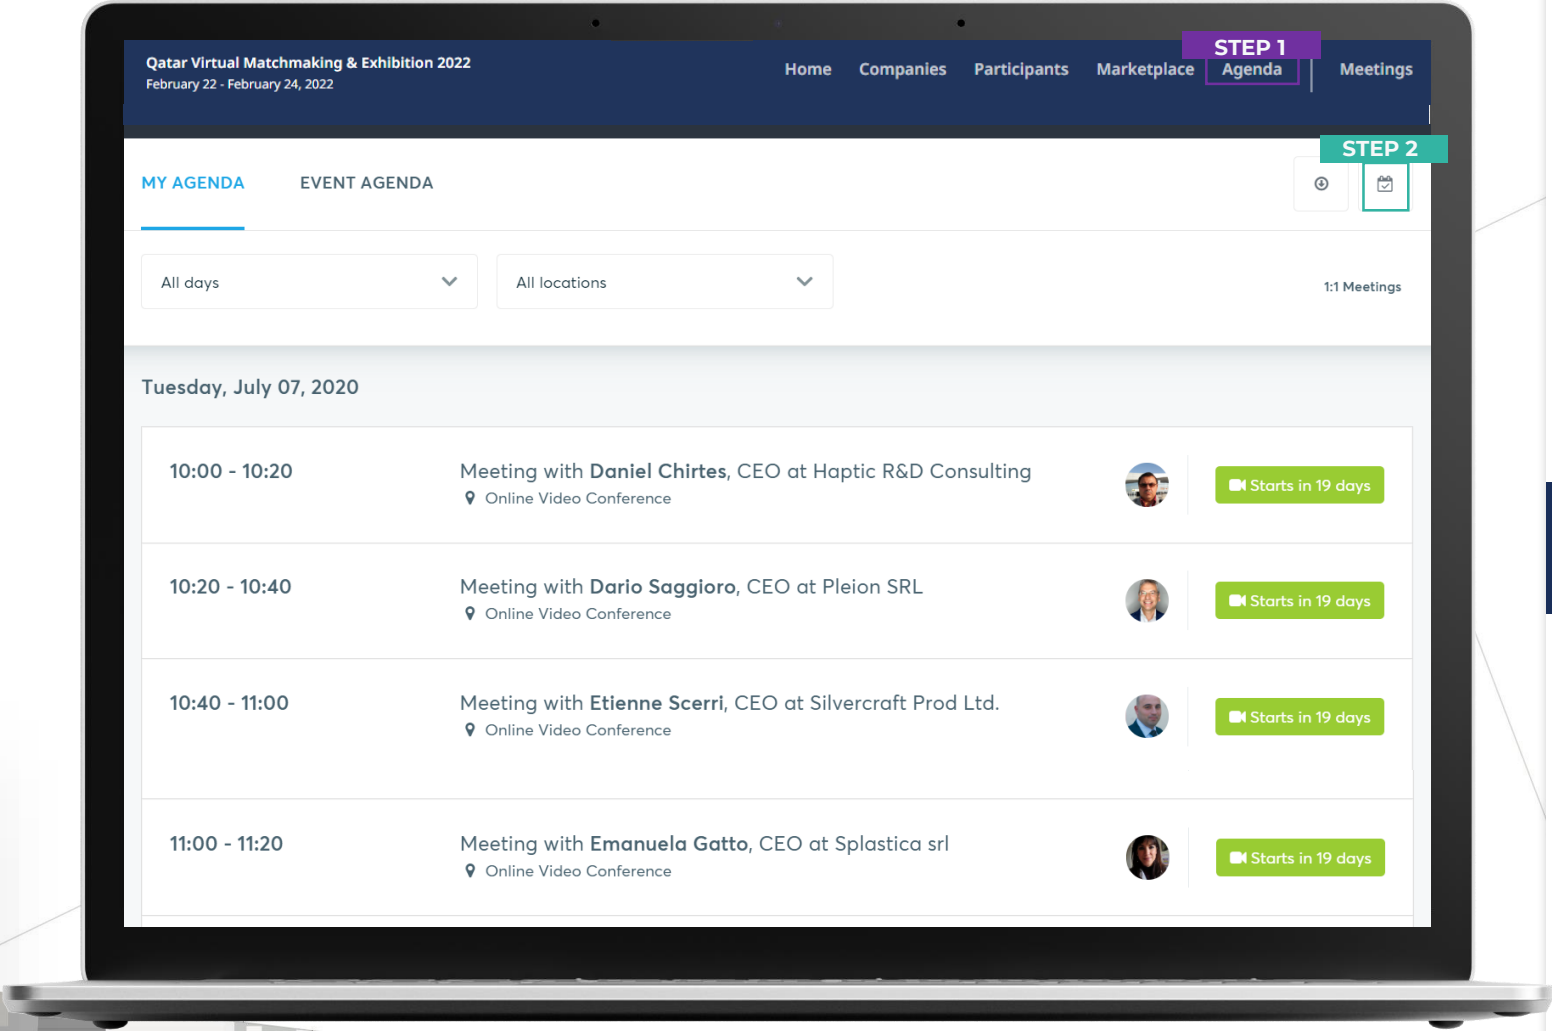 STEP 1
Qatar Virtual Matchmaking & Exhibition 2022
February 22 - February 24, 2022
Home Companies Participants Marketplace Agenda Meetings
STEP 2
MY AGENDA EVENT AGENDA
All days All locations 1:1 Meetings
Tuesday, July 07, 2020
10:00 - 10:20 Meeting with Daniel Chirtes, CEO at Haptic R&D Consulting
Online Video Conference
Starts in 19 days
10:20 - 10:40 Meeting with Dario Saggioro, CEO at Pleion SRL
Online Video Conference
Starts in 19 days
10:40 - 11:00 Meeting with Etienne Scerri, CEO at Silvercraft Prod Ltd.
Online Video Conference
Starts in 19 days
11:00 - 11:20 Meeting with Emanuela Gatto, CEO at Splastica srl
Online Video Conference
Starts in 19 days